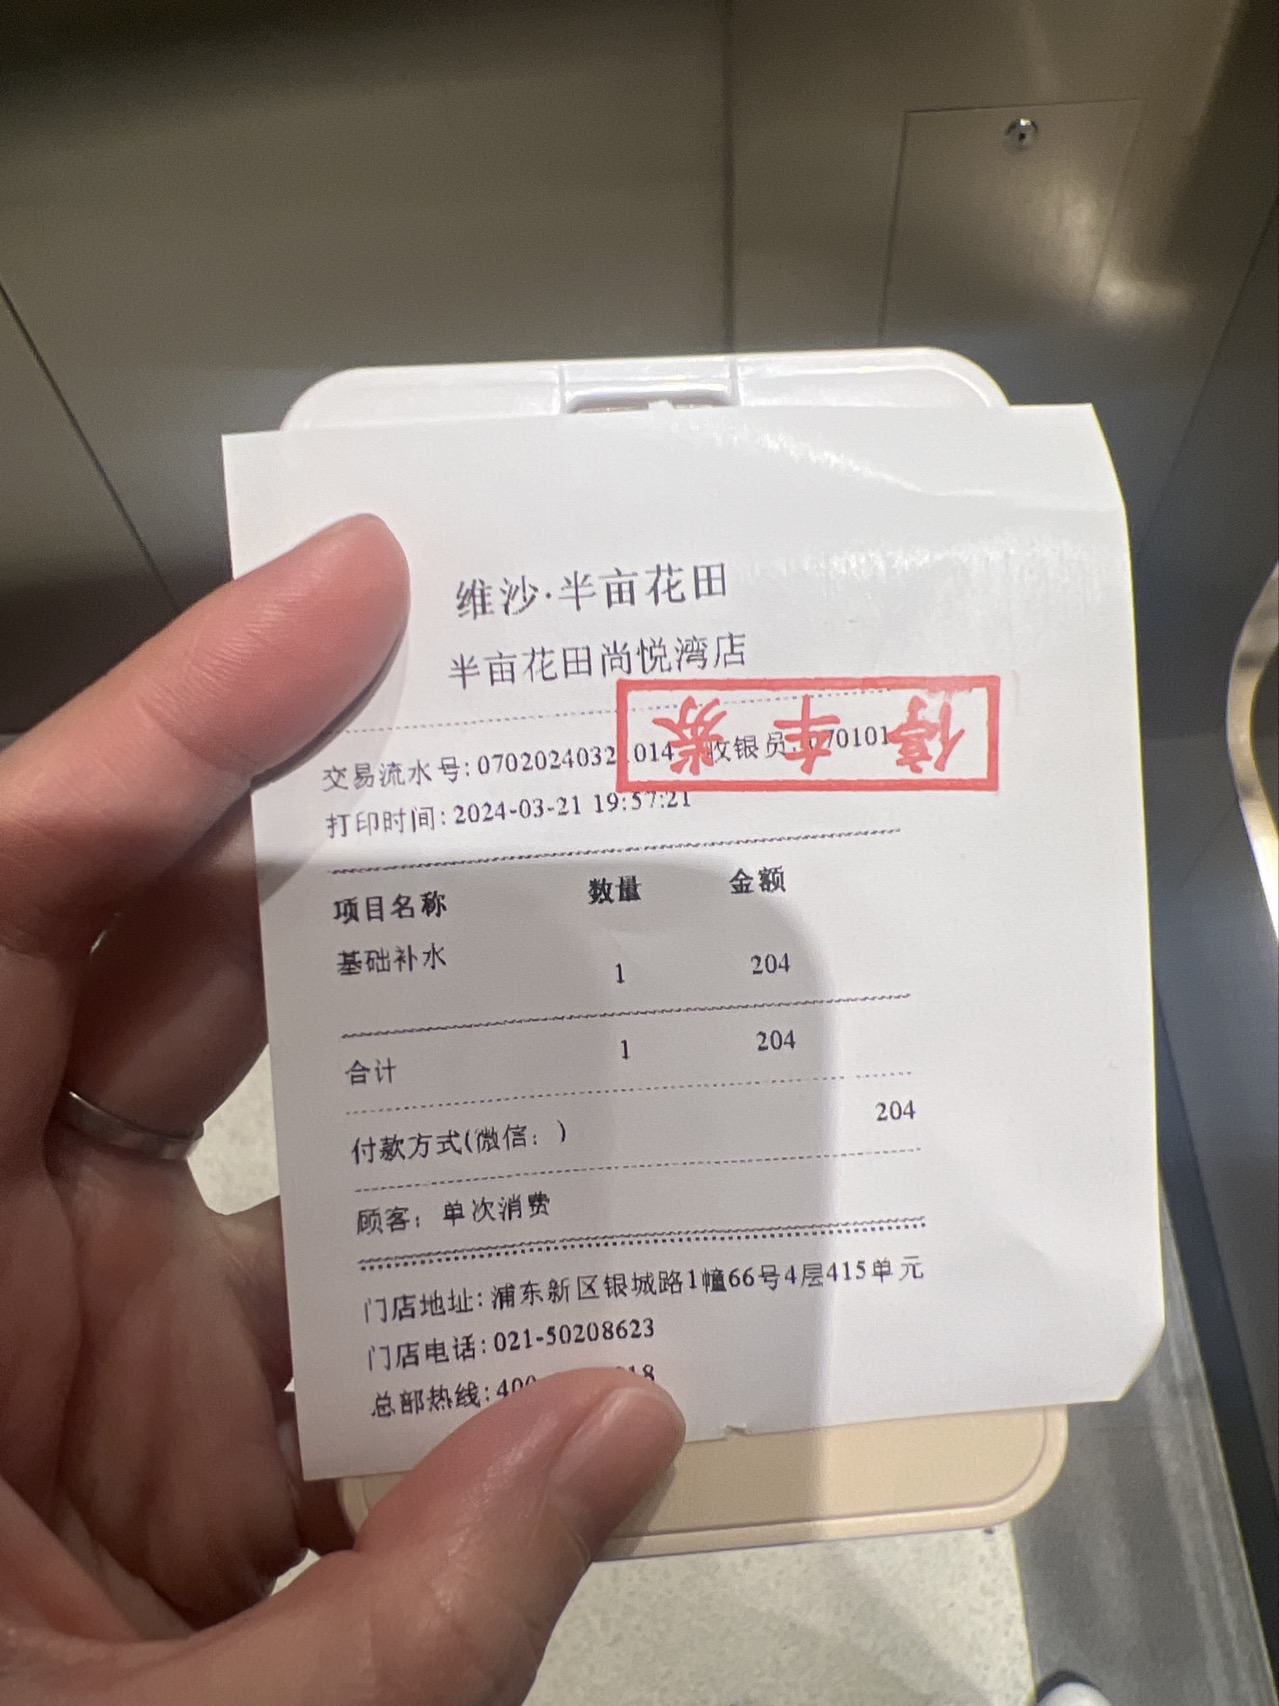 维沙·半亩花田
半亩花田尚悦湾店
停车券
交易流水号:07020240321014 收银员:070101
打印时间:2024-03-21 19:57:21
项目名称 数量 金额
基础补水 1 204
合计 1 204
付款方式(微信: ) 204
顾客: 单次消费
门店地址:浦东新区银城路1幢66号4层415单元
门店电话:021-50208623
总部热线:400